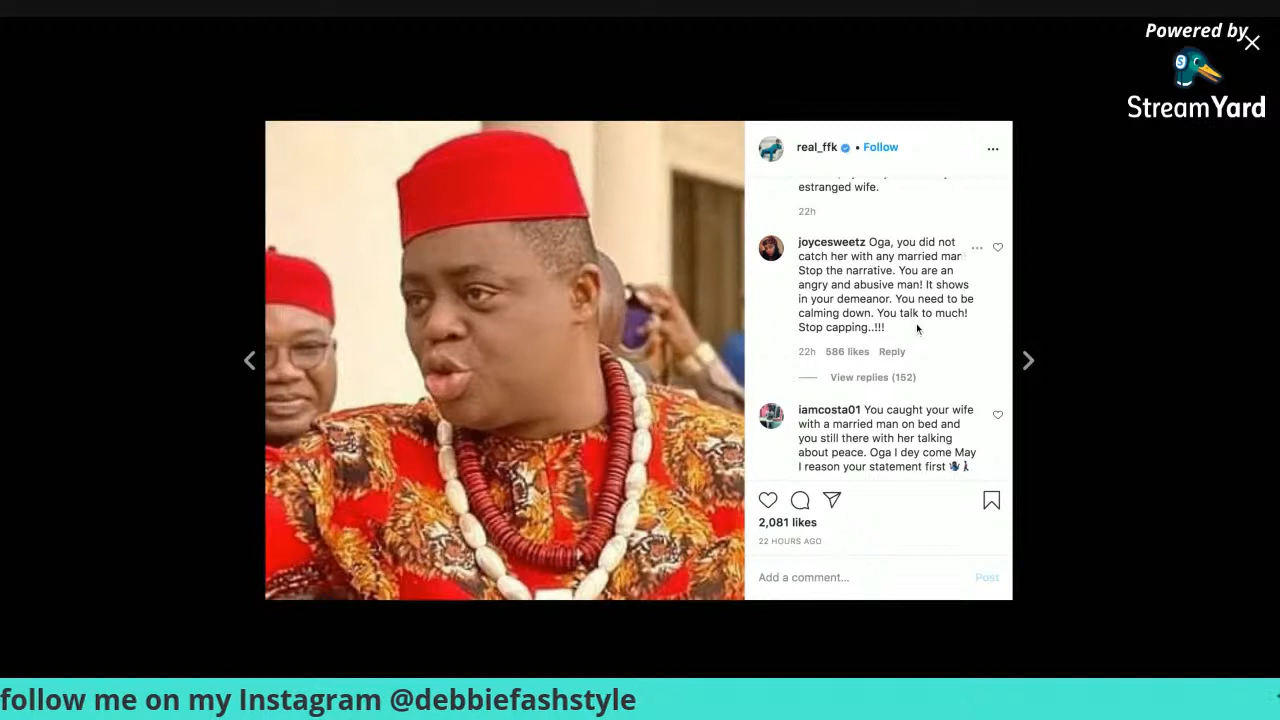 Powered by
StreamYard
real_ffk • Follow
estranged wife.
22h
joycesweetz Oga, you did not
catch her with any married man
Stop the narrative. You are an
angry and abusive man! It shows
in your demeanor. You need to be
calming down. You talk to much!
Stop capping..!!!
22h 586 likes Reply
View replies (152)
iamcosta01 You caught your wife
with a married man on bed and
you still there with her talking
about peace. Oga I dey come May
I reason your statement first
2,081 likes
22 HOURS AGO
Add a comment... Post
follow me on my Instagram @debbiefashstyle